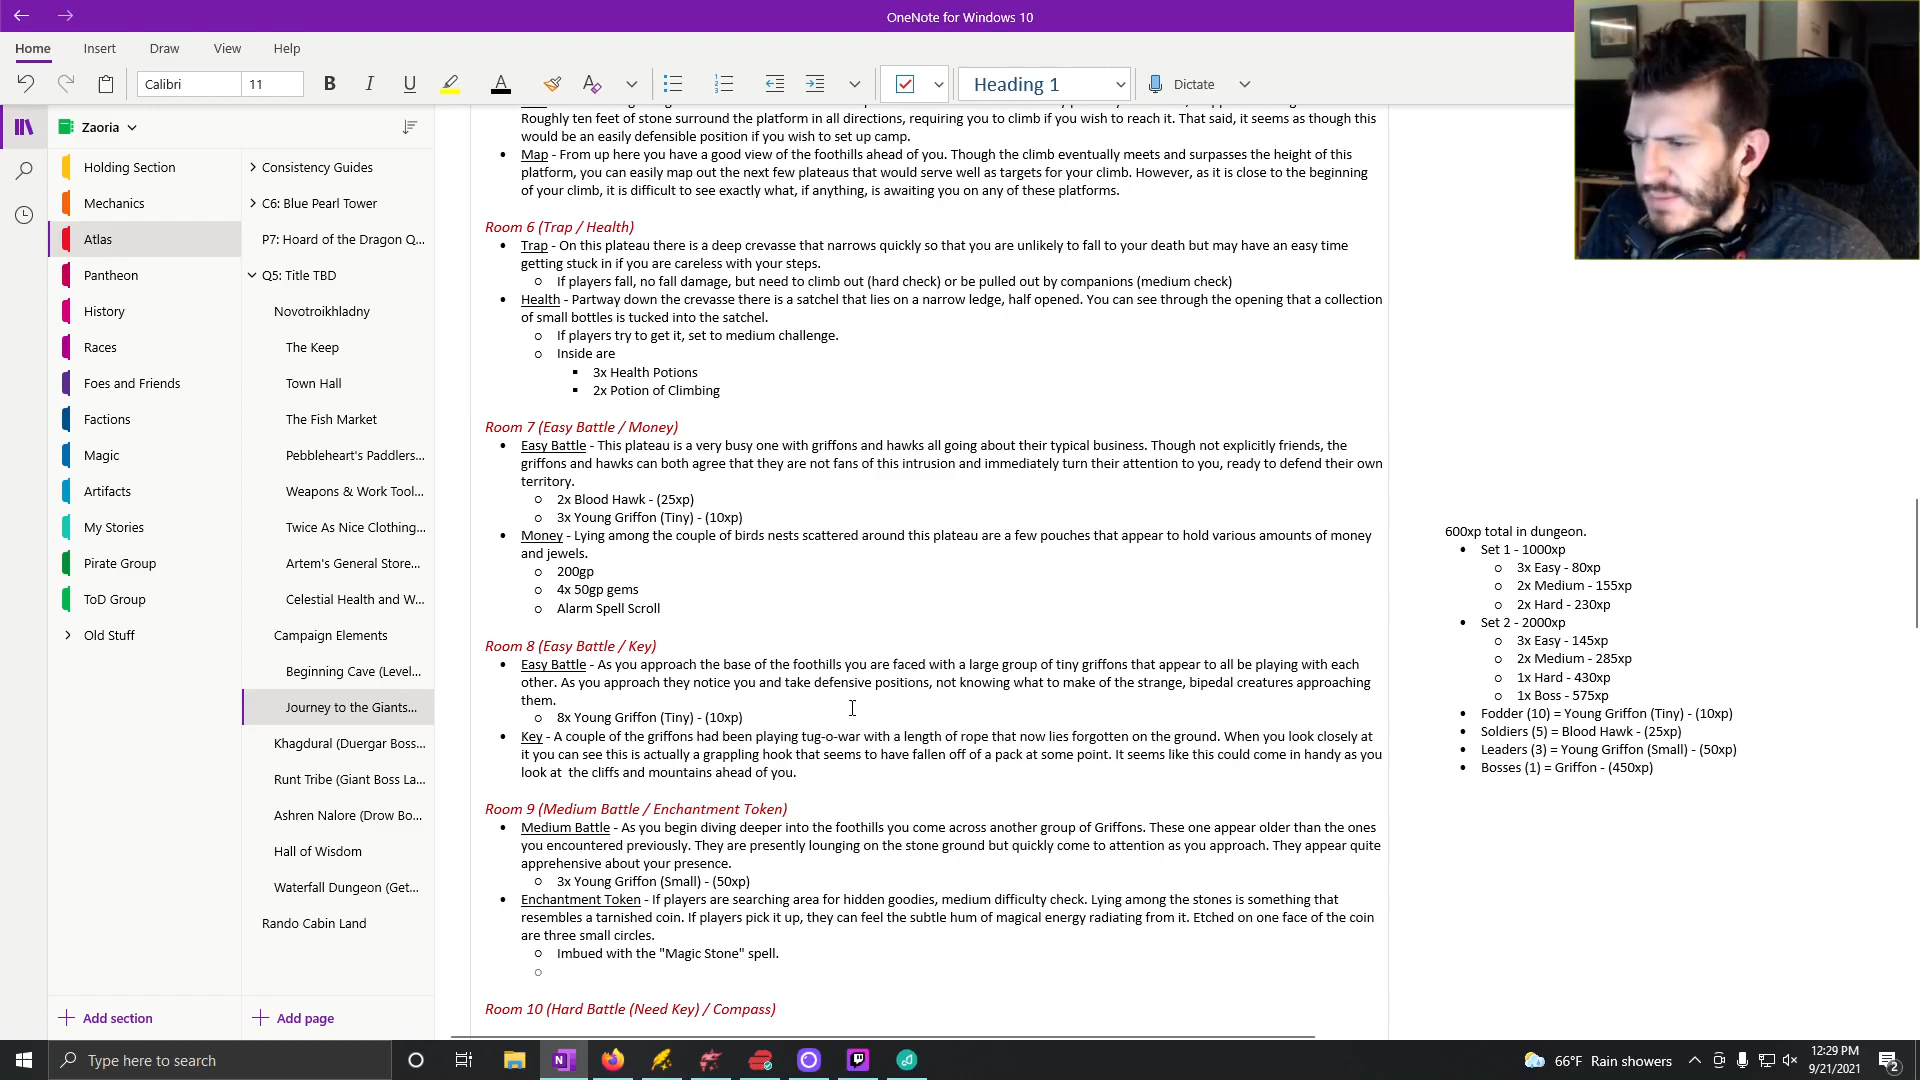 OneNote for Windows 10
Home Insert Draw View Help
Calibri 11 B I U A Heading 1 Dictate
Zaoria
Holding Section
Mechanics
Atlas
Pantheon
History
Races
Foes and Friends
Factions
Magic
Artifacts
My Stories
Pirate Group
ToD Group
Old Stuff
Add section
Consistency Guides
C6: Blue Pearl Tower
P7: Hoard of the Dragon Q...
Q5: Title TBD
Novotroikhladny
The Keep
Town Hall
The Fish Market
Pebbleheart's Paddlers...
Weapons & Work Tool...
Twice As Nice Clothing...
Artem's General Store...
Celestial Health and W...
Campaign Elements
Beginning Cave (Level...
Journey to the Giants...
Khagdural (Duergar Boss...
Runt Tribe (Giant Boss La...
Ashren Nalore (Drow Bo...
Hall of Wisdom
Waterfall Dungeon (Get...
Rando Cabin Land
Add page
Roughly ten feet of stone surround the platform in all directions, requiring you to climb if you wish to reach it. That said, it seems as though this
would be an easily defensible position if you wish to set up camp.
Map - From up here you have a good view of the foothills ahead of you. Though the climb eventually meets and surpasses the height of this
platform, you can easily map out the next few plateaus that would serve well as targets for your climb. However, as it is close to the beginning
of your climb, it is difficult to see exactly what, if anything, is awaiting you on any of these platforms.
Room 6 (Trap / Health)
Trap - On this plateau there is a deep crevasse that narrows quickly so that you are unlikely to fall to your death but may have an easy time
getting stuck in if you are careless with your steps.
If players fall, no fall damage, but need to climb out (hard check) or be pulled out by companions (medium check)
Health - Partway down the crevasse there is a satchel that lies on a narrow ledge, half opened. You can see through the opening that a collection
of small bottles is tucked into the satchel.
If players try to get it, set to medium challenge.
Inside are
3x Health Potions
2x Potion of Climbing
Room 7 (Easy Battle / Money)
Easy Battle - This plateau is a very busy one with griffons and hawks all going about their typical business. Though not explicitly friends, the
griffons and hawks can both agree that they are not fans of this intrusion and immediately turn their attention to you, ready to defend their own
territory.
2x Blood Hawk - (25xp)
3x Young Griffon (Tiny) - (10xp)
Money - Lying among the couple of birds nests scattered around this plateau are a few pouches that appear to hold various amounts of money
and jewels.
200gp
4x 50gp gems
Alarm Spell Scroll
Room 8 (Easy Battle / Key)
Easy Battle - As you approach the base of the foothills you are faced with a large group of tiny griffons that appear to all be playing with each
other. As you approach they notice you and take defensive positions, not knowing what to make of the strange, bipedal creatures approaching
them.
8x Young Griffon (Tiny) - (10xp)
Key - A couple of the griffons had been playing tug-o-war with a length of rope that now lies forgotten on the ground. When you look closely at
it you can see this is actually a grappling hook that seems to have fallen off of a pack at some point. It seems like this could come in handy as you
look at  the cliffs and mountains ahead of you.
Room 9 (Medium Battle / Enchantment Token)
Medium Battle - As you begin diving deeper into the foothills you come across another group of Griffons. These one appear older than the ones
you encountered previously. They are presently lounging on the stone ground but quickly come to attention as you approach. They appear quite
apprehensive about your presence.
3x Young Griffon (Small) - (50xp)
Enchantment Token - If players are searching area for hidden goodies, medium difficulty check. Lying among the stones is something that
resembles a tarnished coin. If players pick it up, they can feel the subtle hum of magical energy radiating from it. Etched on one face of the coin
are three small circles.
Imbued with the "Magic Stone" spell.
Room 10 (Hard Battle (Need Key) / Compass)
600xp total in dungeon.
Set 1 - 1000xp
3x Easy - 80xp
2x Medium - 155xp
2x Hard - 230xp
Set 2 - 2000xp
3x Easy - 145xp
2x Medium - 285xp
1x Hard - 430xp
1x Boss - 575xp
Fodder (10) = Young Griffon (Tiny) - (10xp)
Soldiers (5) = Blood Hawk - (25xp)
Leaders (3) = Young Griffon (Small) - (50xp)
Bosses (1) = Griffon - (450xp)
Type here to search
66°F Rain showers
12:29 PM
9/21/2021
2